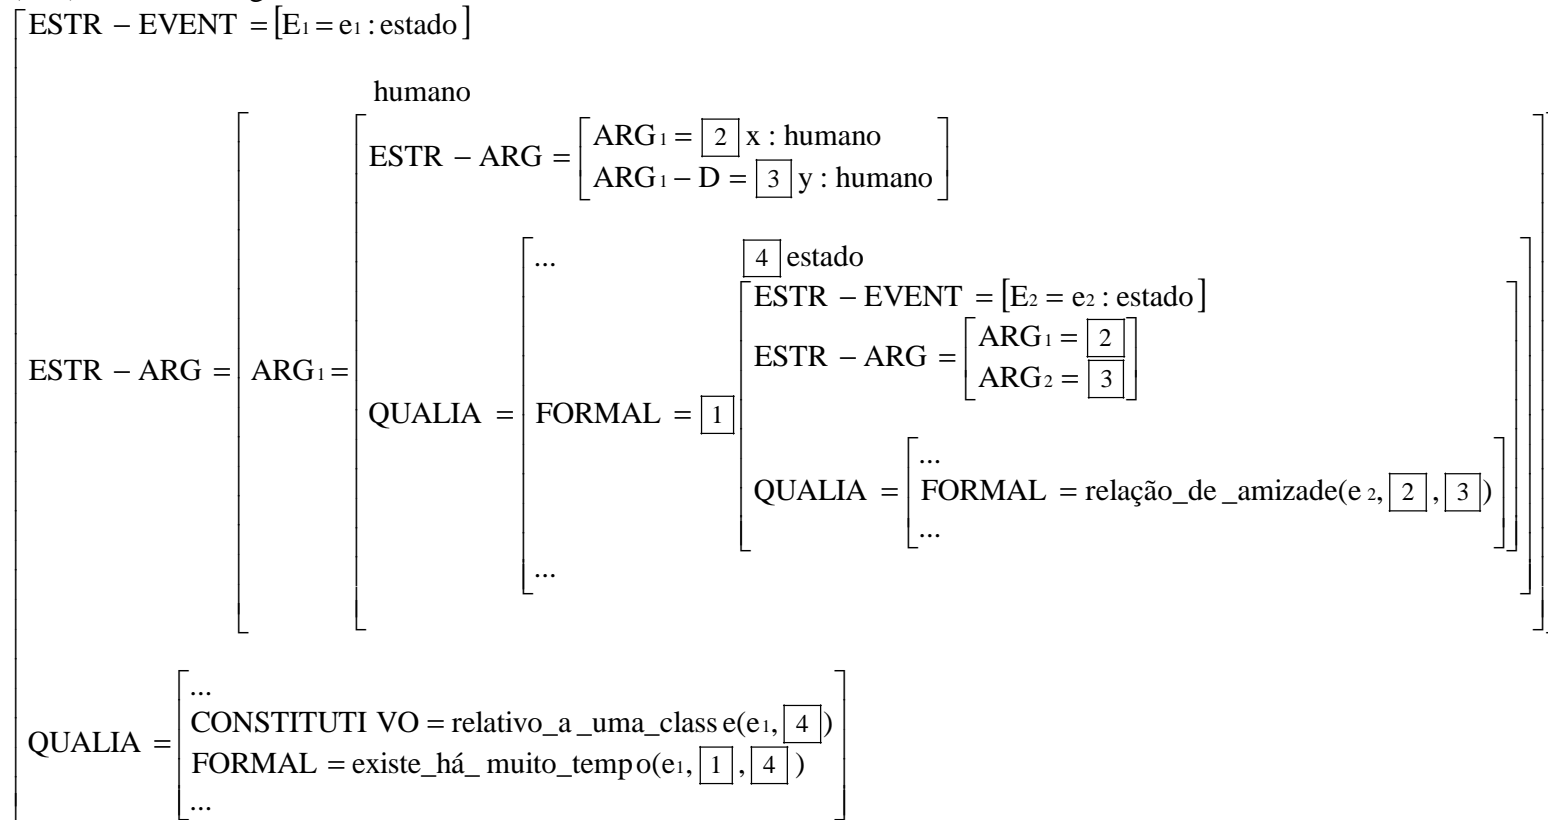 ESTR – EVENT = [E1 = e1 : estado]
humano
ESTR – ARG = [ARG1 = 2 x : humano
ARG1 – D = 3 y : humano]
... 4 estado
ESTR – EVENT = [E2 = e2 : estado]
ESTR – ARG = [ARG1 = 2
ARG2 = 3]
ESTR – ARG = [ARG1 = [QUALIA = [FORMAL = 1
...
QUALIA = [FORMAL = relação_de _amizade(e 2, 2 , 3 )
...
...
...
CONSTITUTI VO = relativo_a _uma_class e(e1, 4 )
QUALIA = [FORMAL = existe_há_ muito_temp o(e1, 1 , 4 )
...